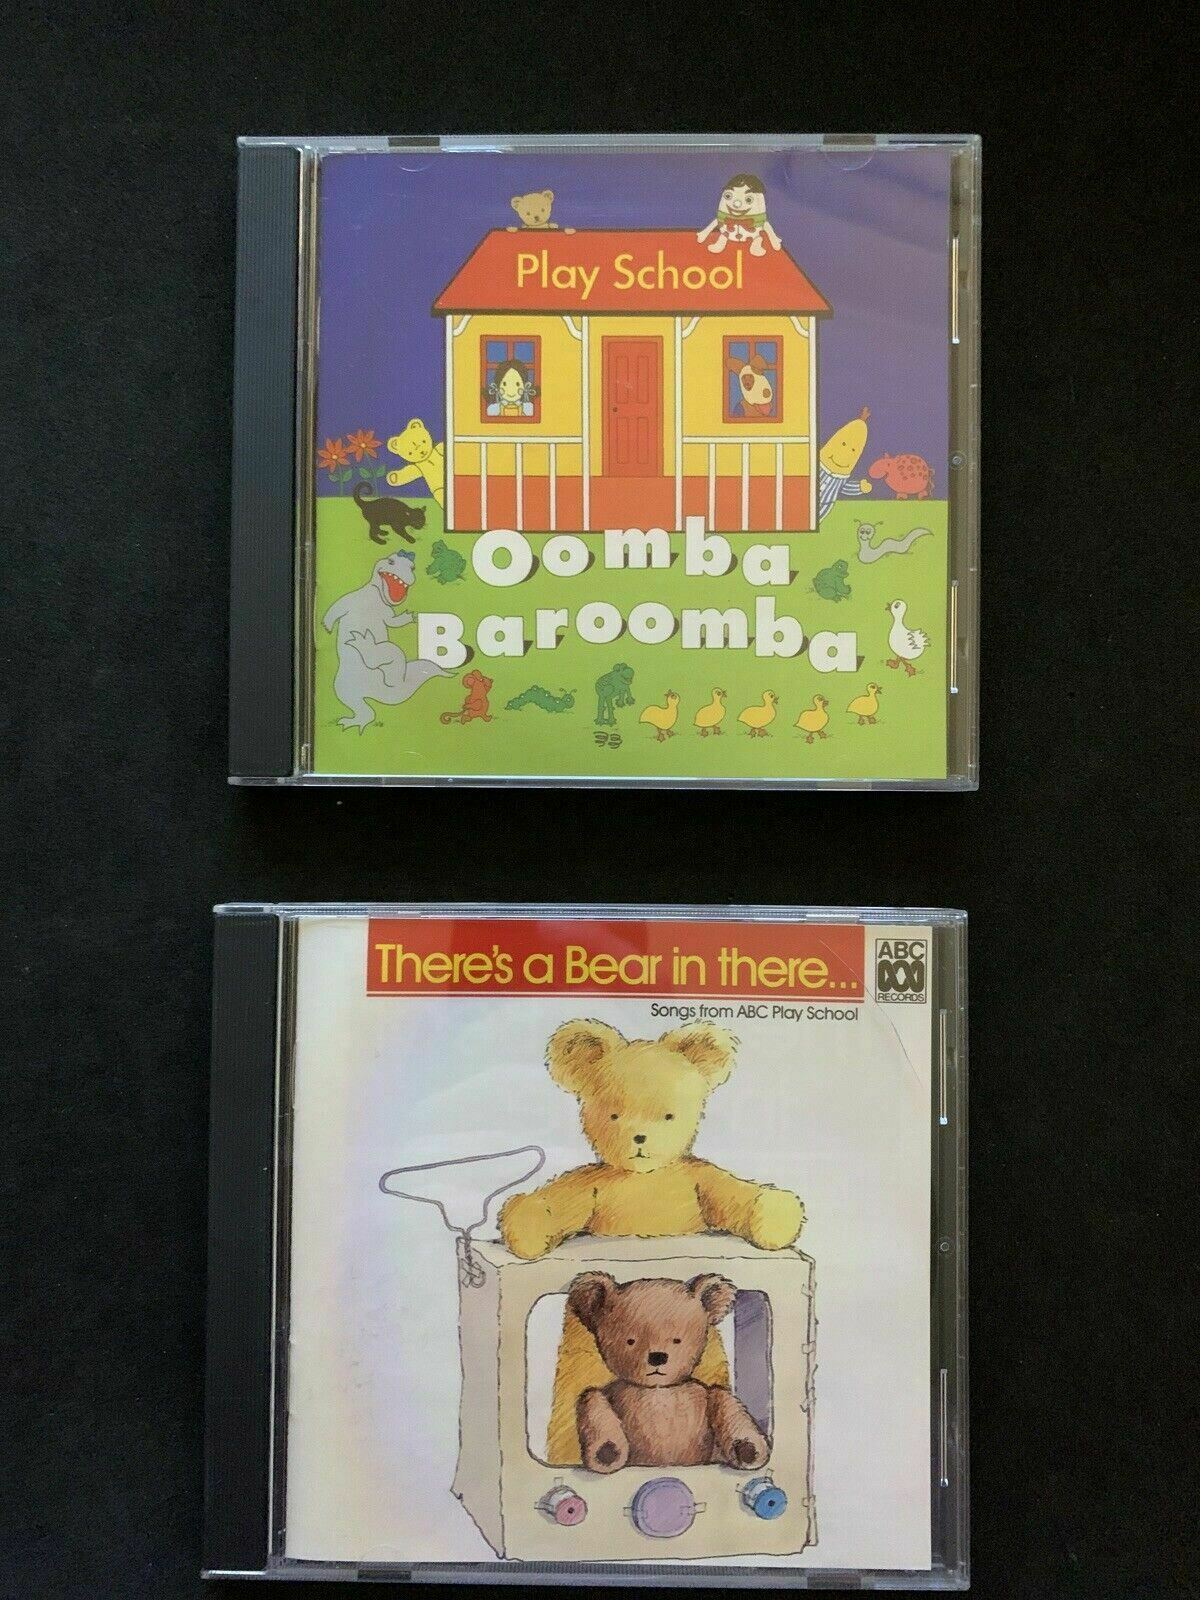 Play School
Oomba
Baroomba
There's a Bear in there...
ABC
RECORDS
Songs from ABC Play School